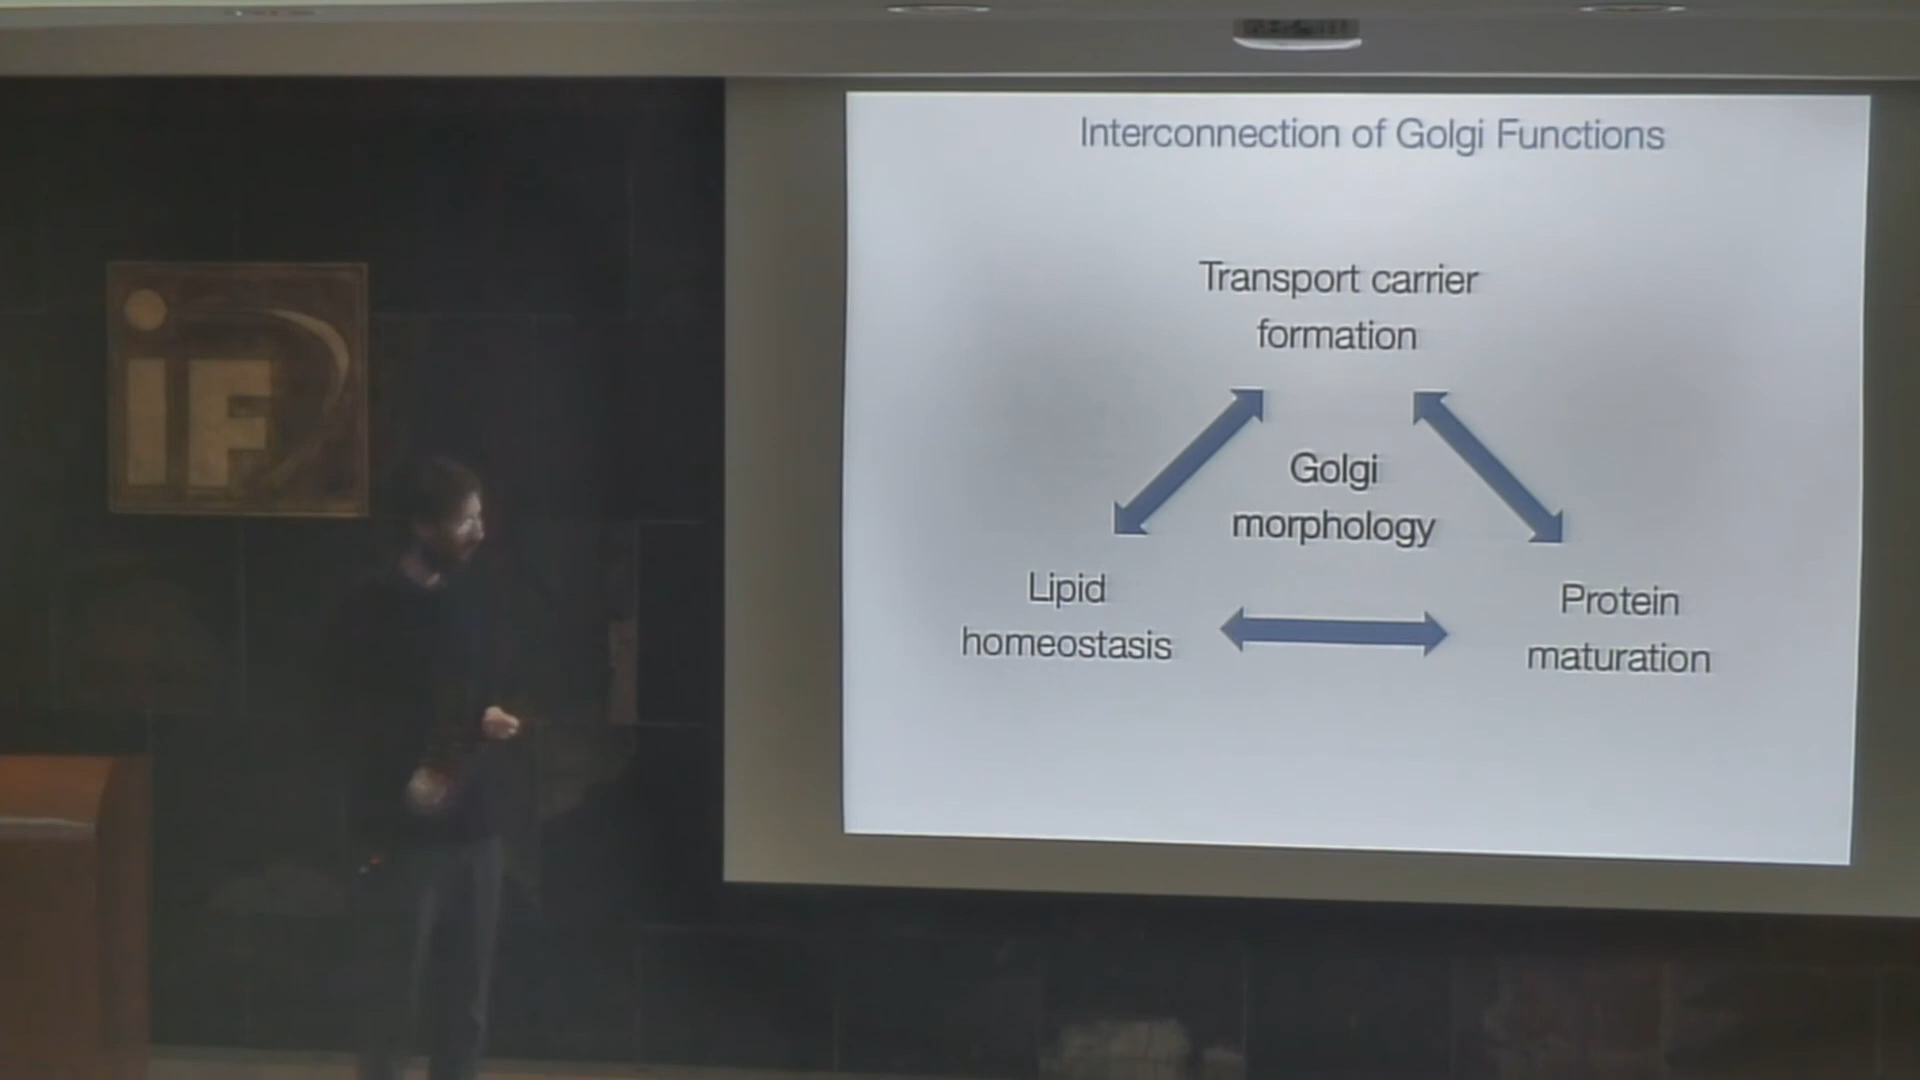 Interconnection of Golgi Functions
Transport carrier
formation
Golgi
morphology
Lipid
homeostasis
Protein
maturation
iF